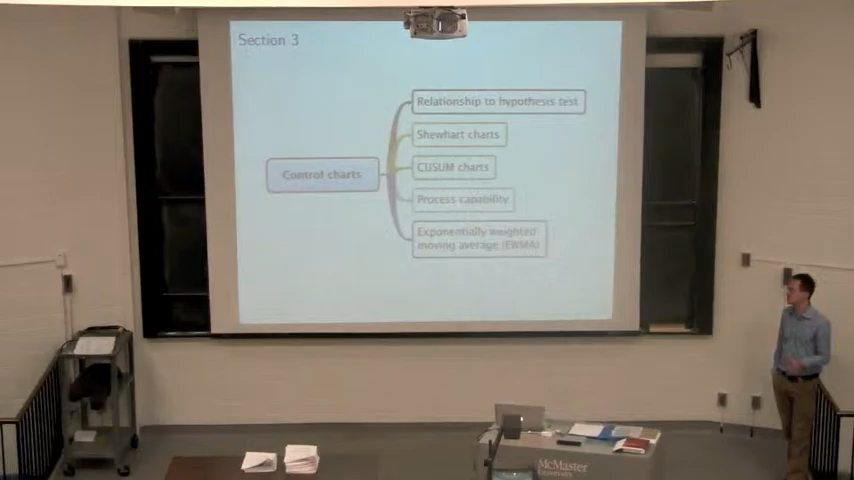 Section 3
Control charts
Relationship to hypothesis test
Shewhart charts
CUSUM charts
Process capability
Exponentially weighted
moving average (EWMA)
McMaster
University